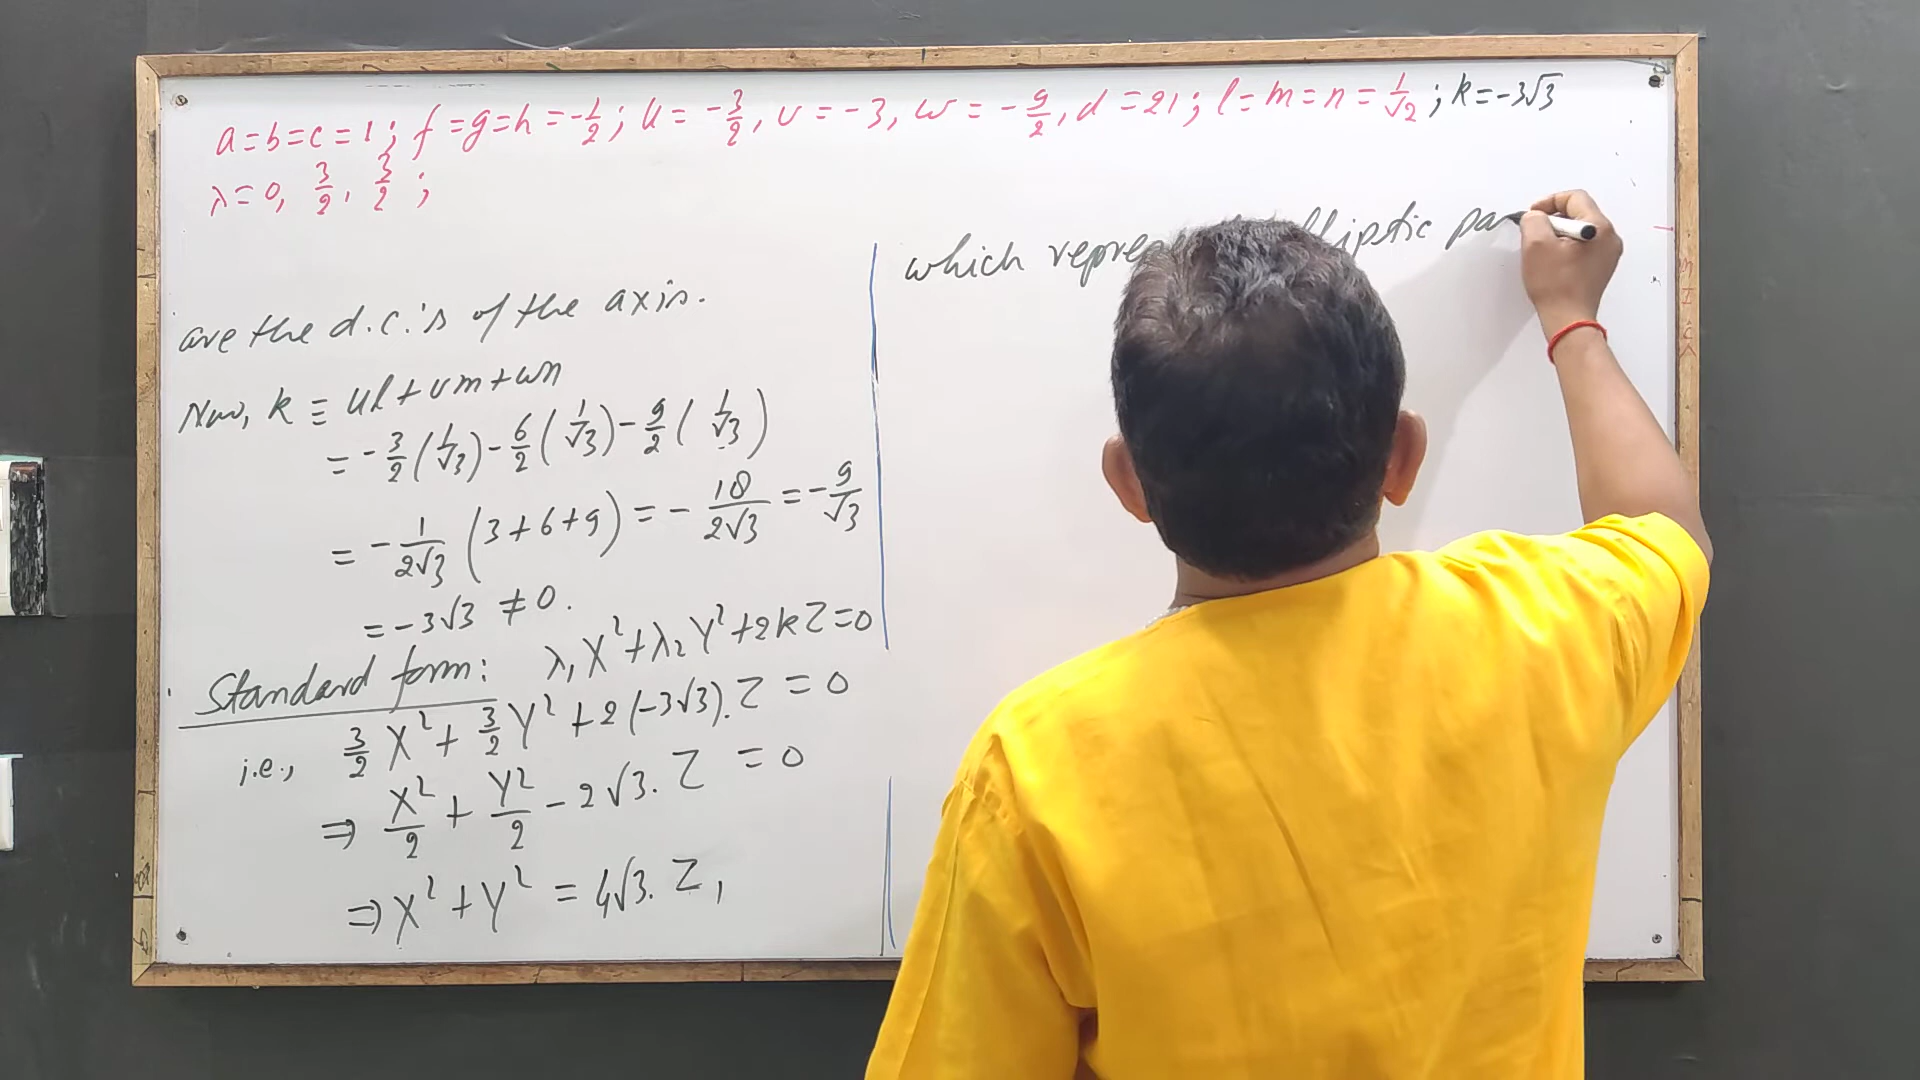 a=b=c=1; f=g=h=-1/2; u=-3/2, v=-3, w=-9/2, d=21; l=m=n=1/√2; k=-3√3
λ=0, 3/2, 3/2;
are the d.c.'s of the axis.
Now, k ≡ ul+vm+wn
= -3/2(1/√3)-6/2(1/√3)-9/2(1/√3)
= -1/2√3 (3+6+9) = -18/2√3 = -9/√3
= -3√3 ≠ 0.
Standard form: λ₁X²+λ₂Y²+2kZ=0
i.e., 3/2 X² + 3/2 Y² + 2(-3√3).Z = 0
⇒ X²/2 + Y²/2 - 2√3. Z = 0
⇒ X² + Y² = 4√3. Z,
which